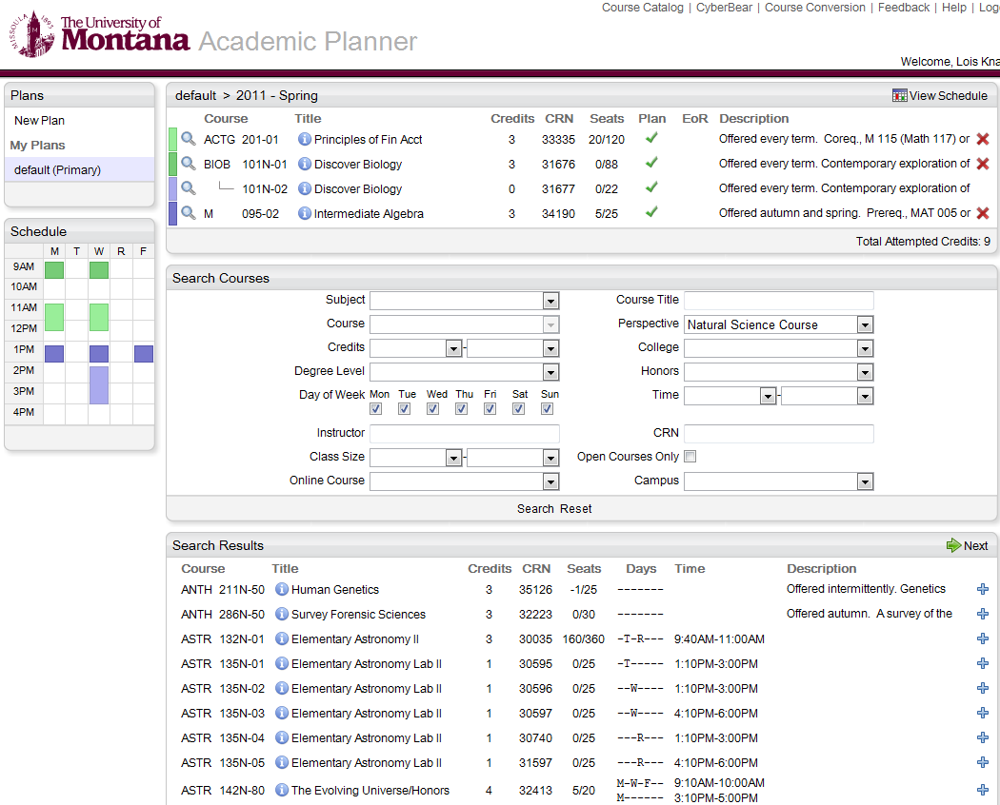 Course Catalog | CyberBear | Course Conversion | Feedback | Help | Log
MISSOULA 1893 M
The University of
Montana Academic Planner
Welcome, Lois Kna
Plans
New Plan
My Plans
default (Primary)
Schedule
M T W R F
9AM
10AM
11AM
12PM
1PM
2PM
3PM
4PM
default > 2011 - Spring View Schedule
Course Title Credits CRN Seats Plan EoR Description
ACTG 201-01 Principles of Fin Acct 3 33335 20/120 Offered every term. Coreq., M 115 (Math 117) or
BIOB 101N-01 Discover Biology 3 31676 0/88 Offered every term. Contemporary exploration of
101N-02 Discover Biology 0 31677 0/22 Offered every term. Contemporary exploration of
M 095-02 Intermediate Algebra 3 34190 5/25 Offered autumn and spring. Prereq., MAT 005 or
Total Attempted Credits: 9
Search Courses
Subject Course Title
Course Perspective Natural Science Course
Credits - College
Degree Level Honors
Day of Week Mon Tue Wed Thu Fri Sat Sun Time -
Instructor CRN
Class Size - Open Courses Only
Online Course Campus
Search Reset
Search Results Next
Course Title Credits CRN Seats Days Time Description
ANTH 211N-50 Human Genetics 3 35126 -1/25 ------- Offered intermittently. Genetics
ANTH 286N-50 Survey Forensic Sciences 3 32223 0/30 ------- Offered autumn. A survey of the
ASTR 132N-01 Elementary Astronomy II 3 30035 160/360 -T-R--- 9:40AM-11:00AM
ASTR 135N-01 Elementary Astronomy Lab II 1 30595 0/25 -T----- 1:10PM-3:00PM
ASTR 135N-02 Elementary Astronomy Lab II 1 30596 0/25 --W---- 1:10PM-3:00PM
ASTR 135N-03 Elementary Astronomy Lab II 1 30597 0/25 --W---- 4:10PM-6:00PM
ASTR 135N-04 Elementary Astronomy Lab II 1 30740 0/25 ---R--- 1:10PM-3:00PM
ASTR 135N-05 Elementary Astronomy Lab II 1 31597 0/25 ---R--- 4:10PM-6:00PM
ASTR 142N-80 The Evolving Universe/Honors 4 32413 5/20 M-W-F-- 9:10AM-10:00AM
M------ 3:10PM-5:00PM